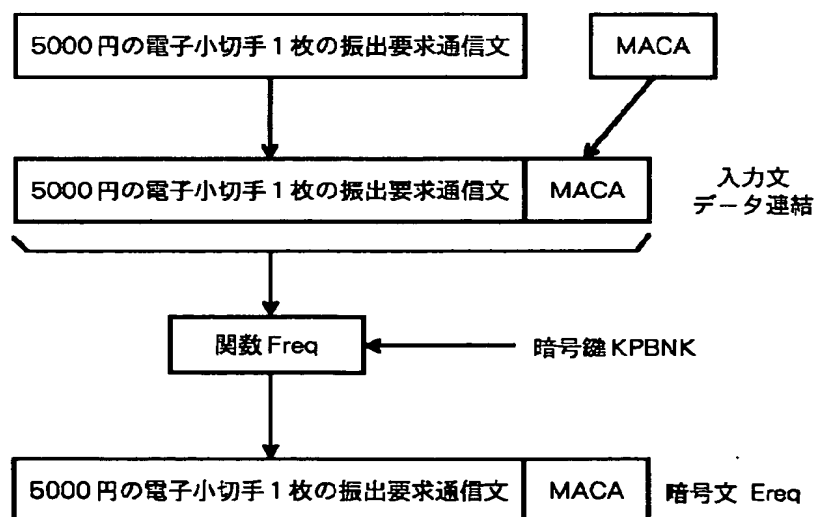 5000円の電子小切手1枚の振出要求通信文
MACA
5000円の電子小切手1枚の振出要求通信文
MACA
入力文
データ連結
関数 Freq
暗号鍵 KPBNK
5000円の電子小切手1枚の振出要求通信文
MACA
暗号文 Ereq